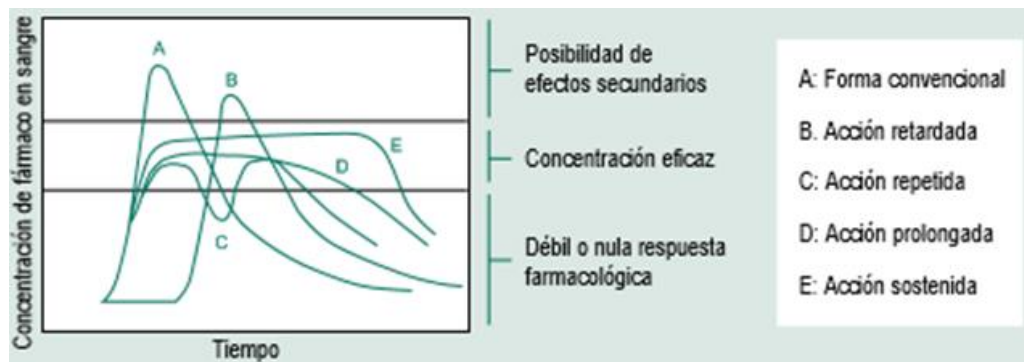 Concentración de fármaco en sangre
A
B
E
D
C
Tiempo
Posibilidad de
efectos secundarios
Concentración eficaz
Débil o nula respuesta
farmacológica
A: Forma convencional
B. Acción retardada
C: Acción repetida
D: Acción prolongada
E: Acción sostenida